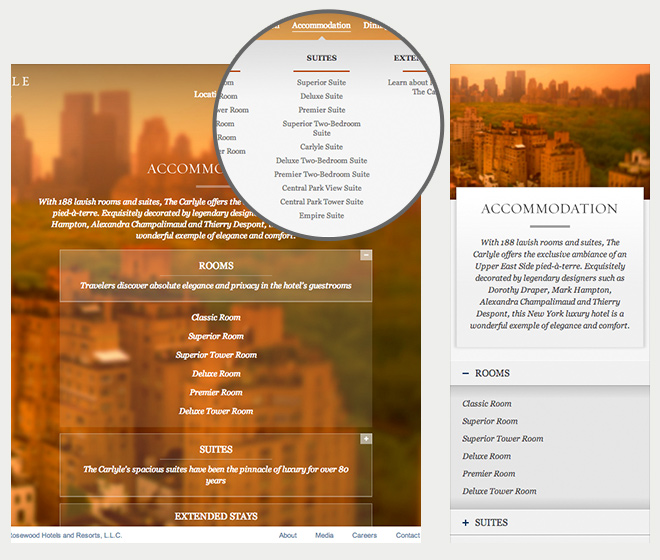 Accommodation
SUITES
Superior Suite
Deluxe Suite
Premier Suite
Superior Two-Bedroom
Suite
Carlyle Suite
Deluxe Two-Bedroom Suite
Premier Two-Bedroom Suite
Central Park View Suite
Central Park Tower Suite
Empire Suite
Learn about
The
Room
Room
Room
Room
With 188 lavish rooms and suites, The Carlyle offers the
pied-à-terre. Exquisitely decorated by legendary
Hampton, Alexandra Champalimaud and Thierry Despont,
wonderful exemple of elegance and comfort.
ROOMS
Travelers discover absolute elegance and privacy in the hotel's guestrooms
Classic Room
Superior Room
Superior Tower Room
Deluxe Room
Premier Room
Deluxe Tower Room
SUITES
The Carlyle's spacious suites have been the pinnacle of luxury for over 80
years
EXTENDED STAYS
Rosewood Hotels and Resorts, L.L.C. About Media Careers Contact
ACCOMMODATION
With 188 lavish rooms and suites, The
Carlyle offers the exclusive ambiance of an
Upper East Side pied-à-terre. Exquisitely
decorated by legendary designers such as
Dorothy Draper, Mark Hampton,
Alexandra Champalimaud and Thierry
Despont, this New York luxury hotel is a
wonderful exemple of elegance and comfort.
ROOMS
Classic Room
Superior Room
Superior Tower Room
Deluxe Room
Premier Room
Deluxe Tower Room
SUITES